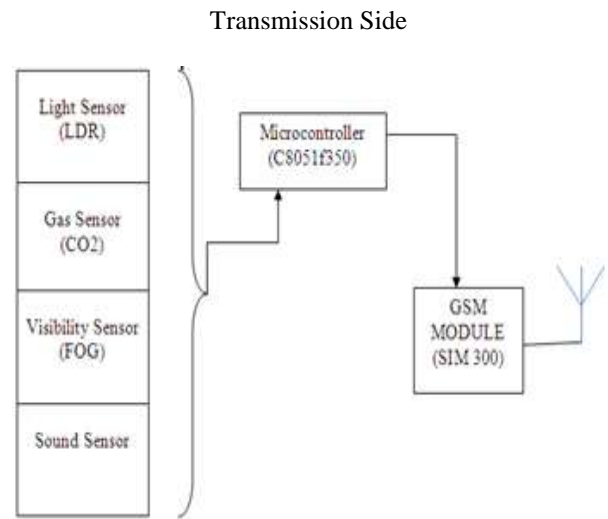 Transmission Side
Light Sensor
(LDR)
Gas Sensor
(CO2)
Visibility Sensor
(FOG)
Sound Sensor
Microcontroller
(C8051f350)
GSM
MODULE
(SIM 300)